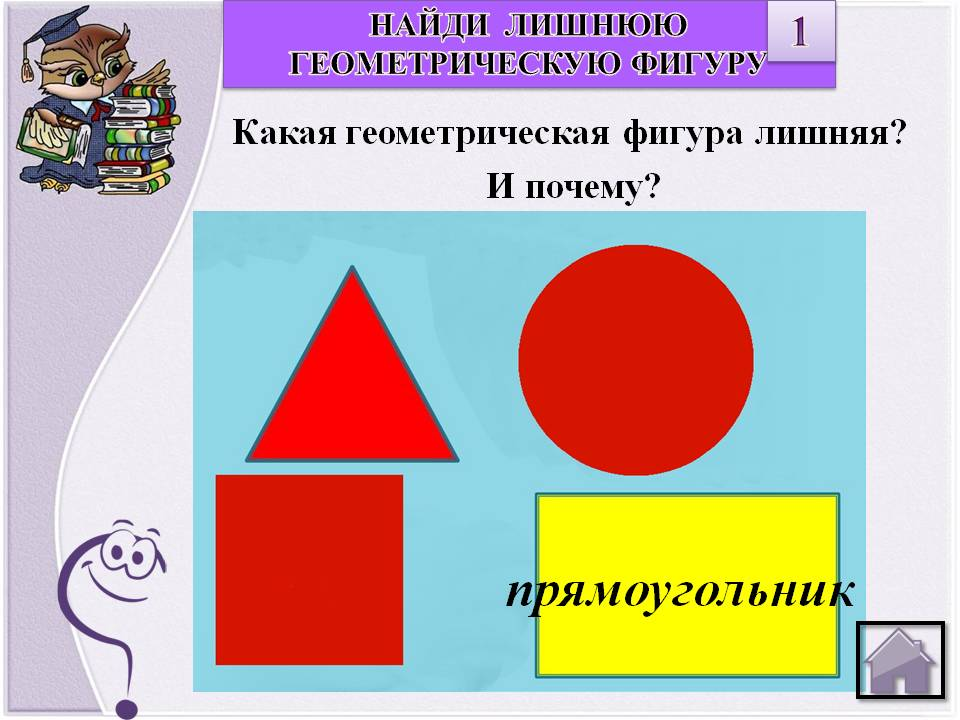 НАЙДИ ЛИШНЮЮ
ГЕОМЕТРИЧЕСКУЮ ФИГУРУ
1
Какая геометрическая фигура лишняя?
И почему?
прямоугольник